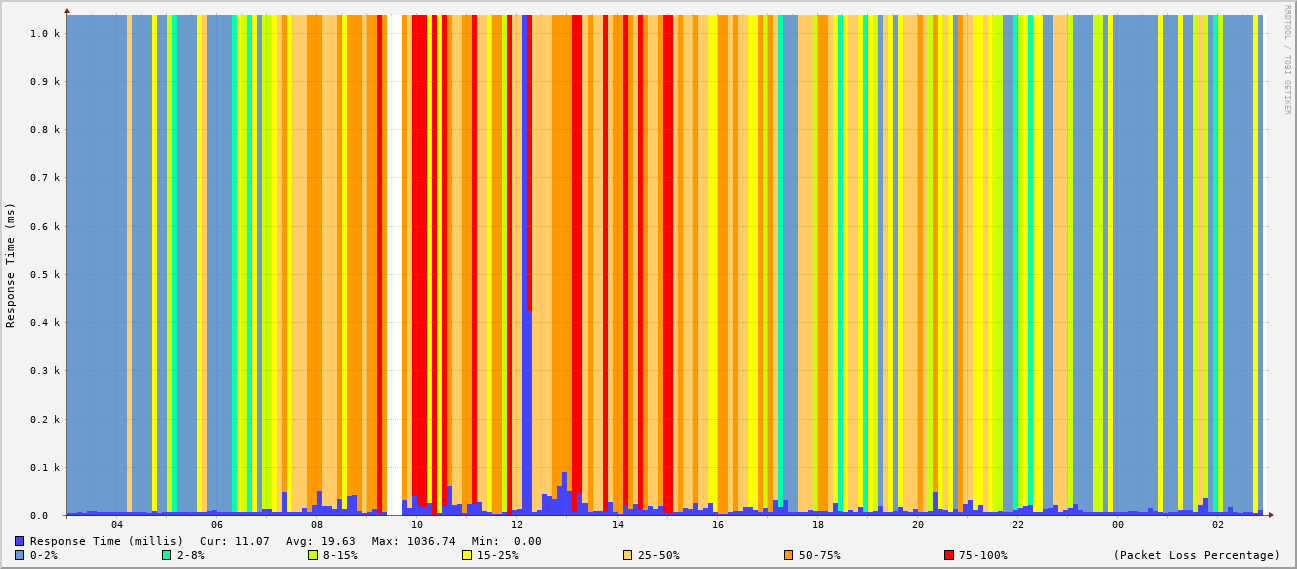 RRDTOOL / TOBI OETIKER
Response Time (ms)
1.0 k
0.9 k
0.8 k
0.7 k
0.6 k
0.5 k
0.4 k
0.3 k
0.2 k
0.1 k
0.0
04 06 08 10 12 14 16 18 20 22 00 02
Response Time (millis) Cur: 11.07 Avg: 19.63 Max: 1036.74 Min: 0.00
0-2% 2-8% 8-15% 15-25% 25-50% 50-75% 75-100% (Packet Loss Percentage)